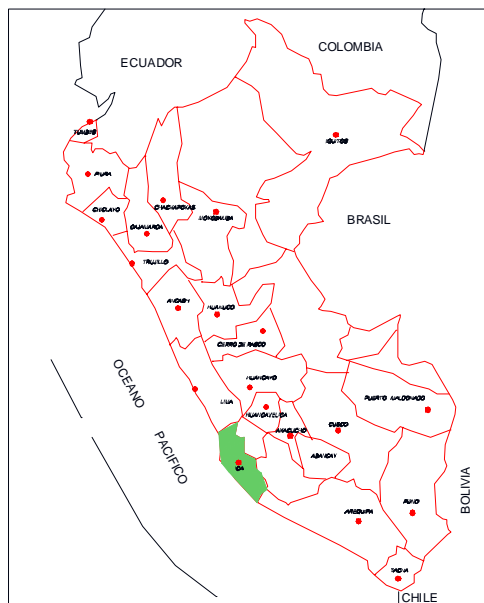 COLOMBIA
ECUADOR
TUMBES
IQUITOS
PIURA
CHACHAPOYAS
CHICLAYO
MOYOBAMBA
CAJAMARCA
BRASIL
TRUJILLO
ANCASH
HUANUCO
CERRO DE PASCO
OCEANO
PACIFICO
HUANCAYO
LIMA
HUANCAVELICA
PUERTO MALDONADO
AYACUCHO
CUSCO
ABANCAY
ICA
BOLIVIA
AREQUIPA
PUNO
TACNA
CHILE